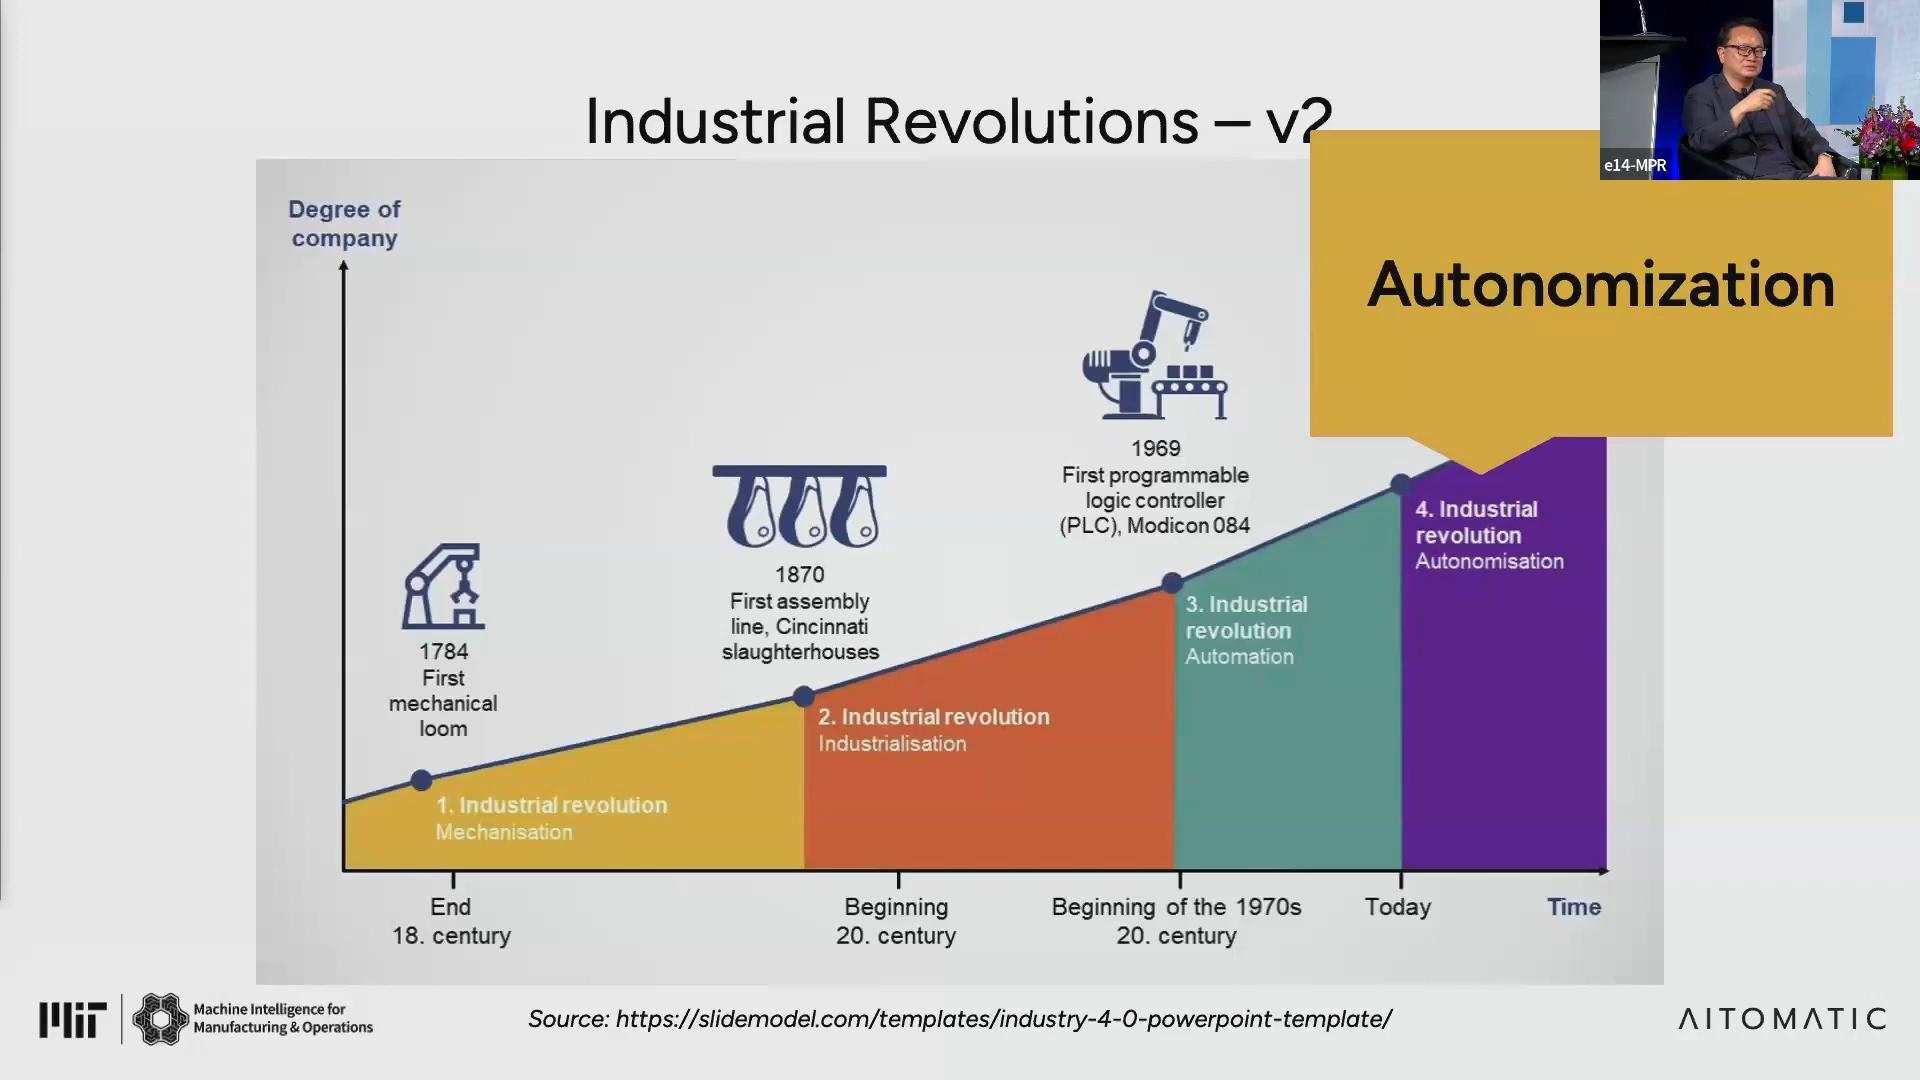 Industrial Revolutions – v2
e14-MPR
Degree of
company
Autonomization
1969
First programmable
logic controller
(PLC), Modicon 084
1870
First assembly
line, Cincinnati
slaughterhouses
1784
First
mechanical
loom
4. Industrial
revolution
Autonomisation
3. Industrial
revolution
Automation
2. Industrial revolution
Industrialisation
1. Industrial revolution
Mechanisation
End
18. century
Beginning
20. century
Beginning of the 1970s
20. century
Today
Time
MIT
Machine Intelligence for
Manufacturing & Operations
Source: https://slidemodel.com/templates/industry-4-0-powerpoint-template/
AITOMATIC